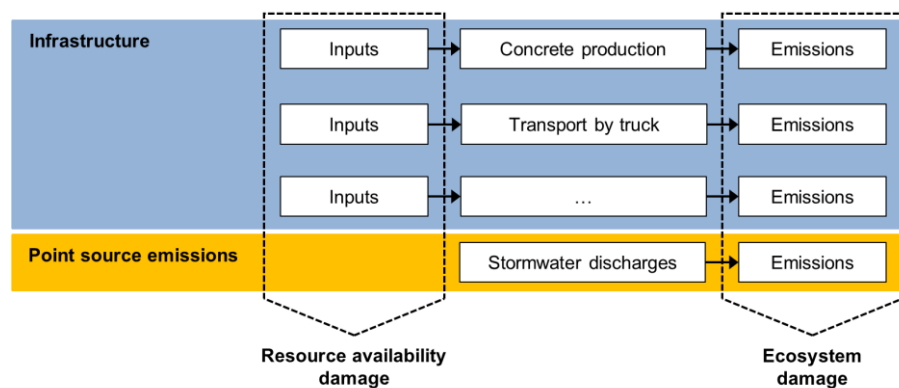 Infrastructure
Inputs
Concrete production
Emissions
Inputs
Transport by truck
Emissions
Inputs
...
Emissions
Point source emissions
Stormwater discharges
Emissions
Resource availability
damage
Ecosystem
damage